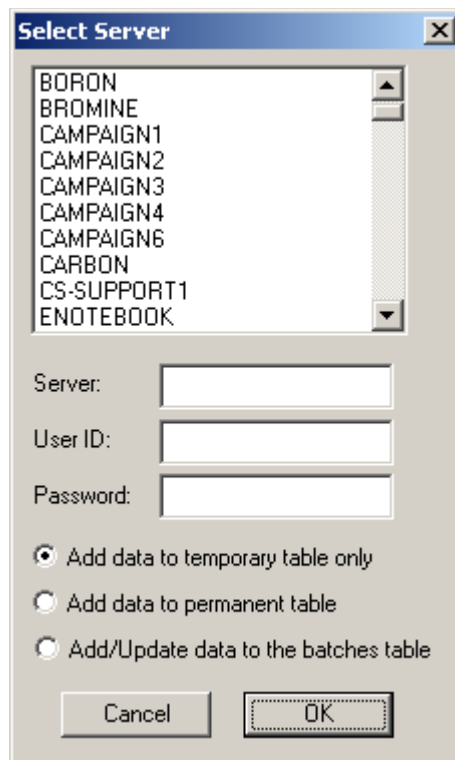 Select Server
BORON
BROMINE
CAMPAIGN1
CAMPAIGN2
CAMPAIGN3
CAMPAIGN4
CAMPAIGN6
CARBON
CS-SUPPORT1
ENOTEBOOK
Server:
User ID:
Password:
Add data to temporary table only
Add data to permanent table
Add/Update data to the batches table
Cancel OK